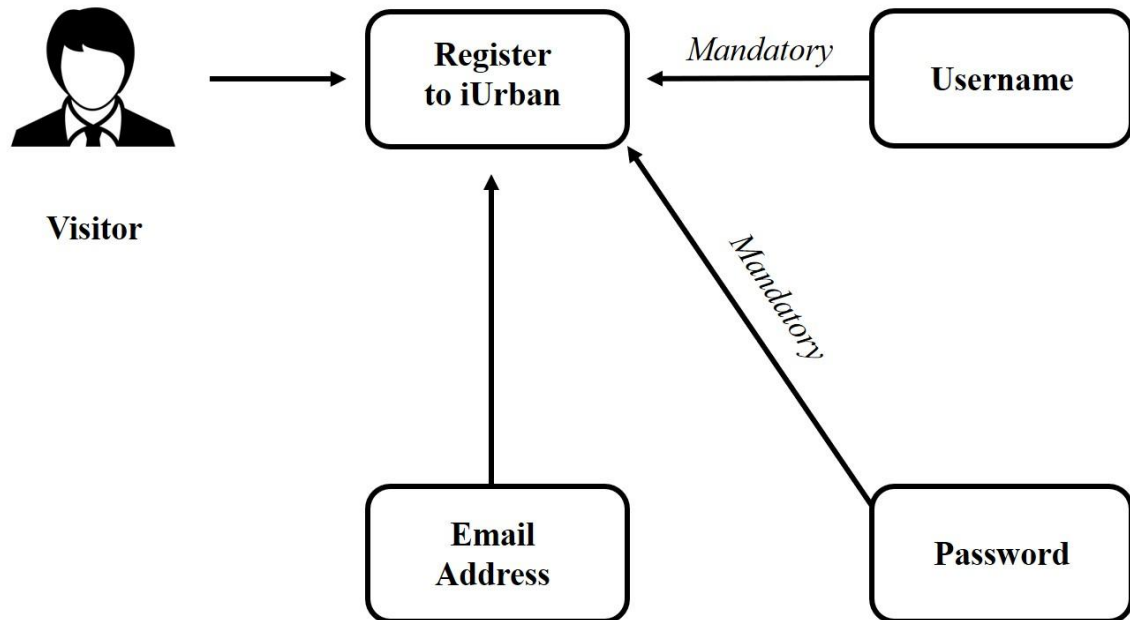 Register
to iUrban
Mandatory
Username
Visitor
Mandatory
Email
Address
Password